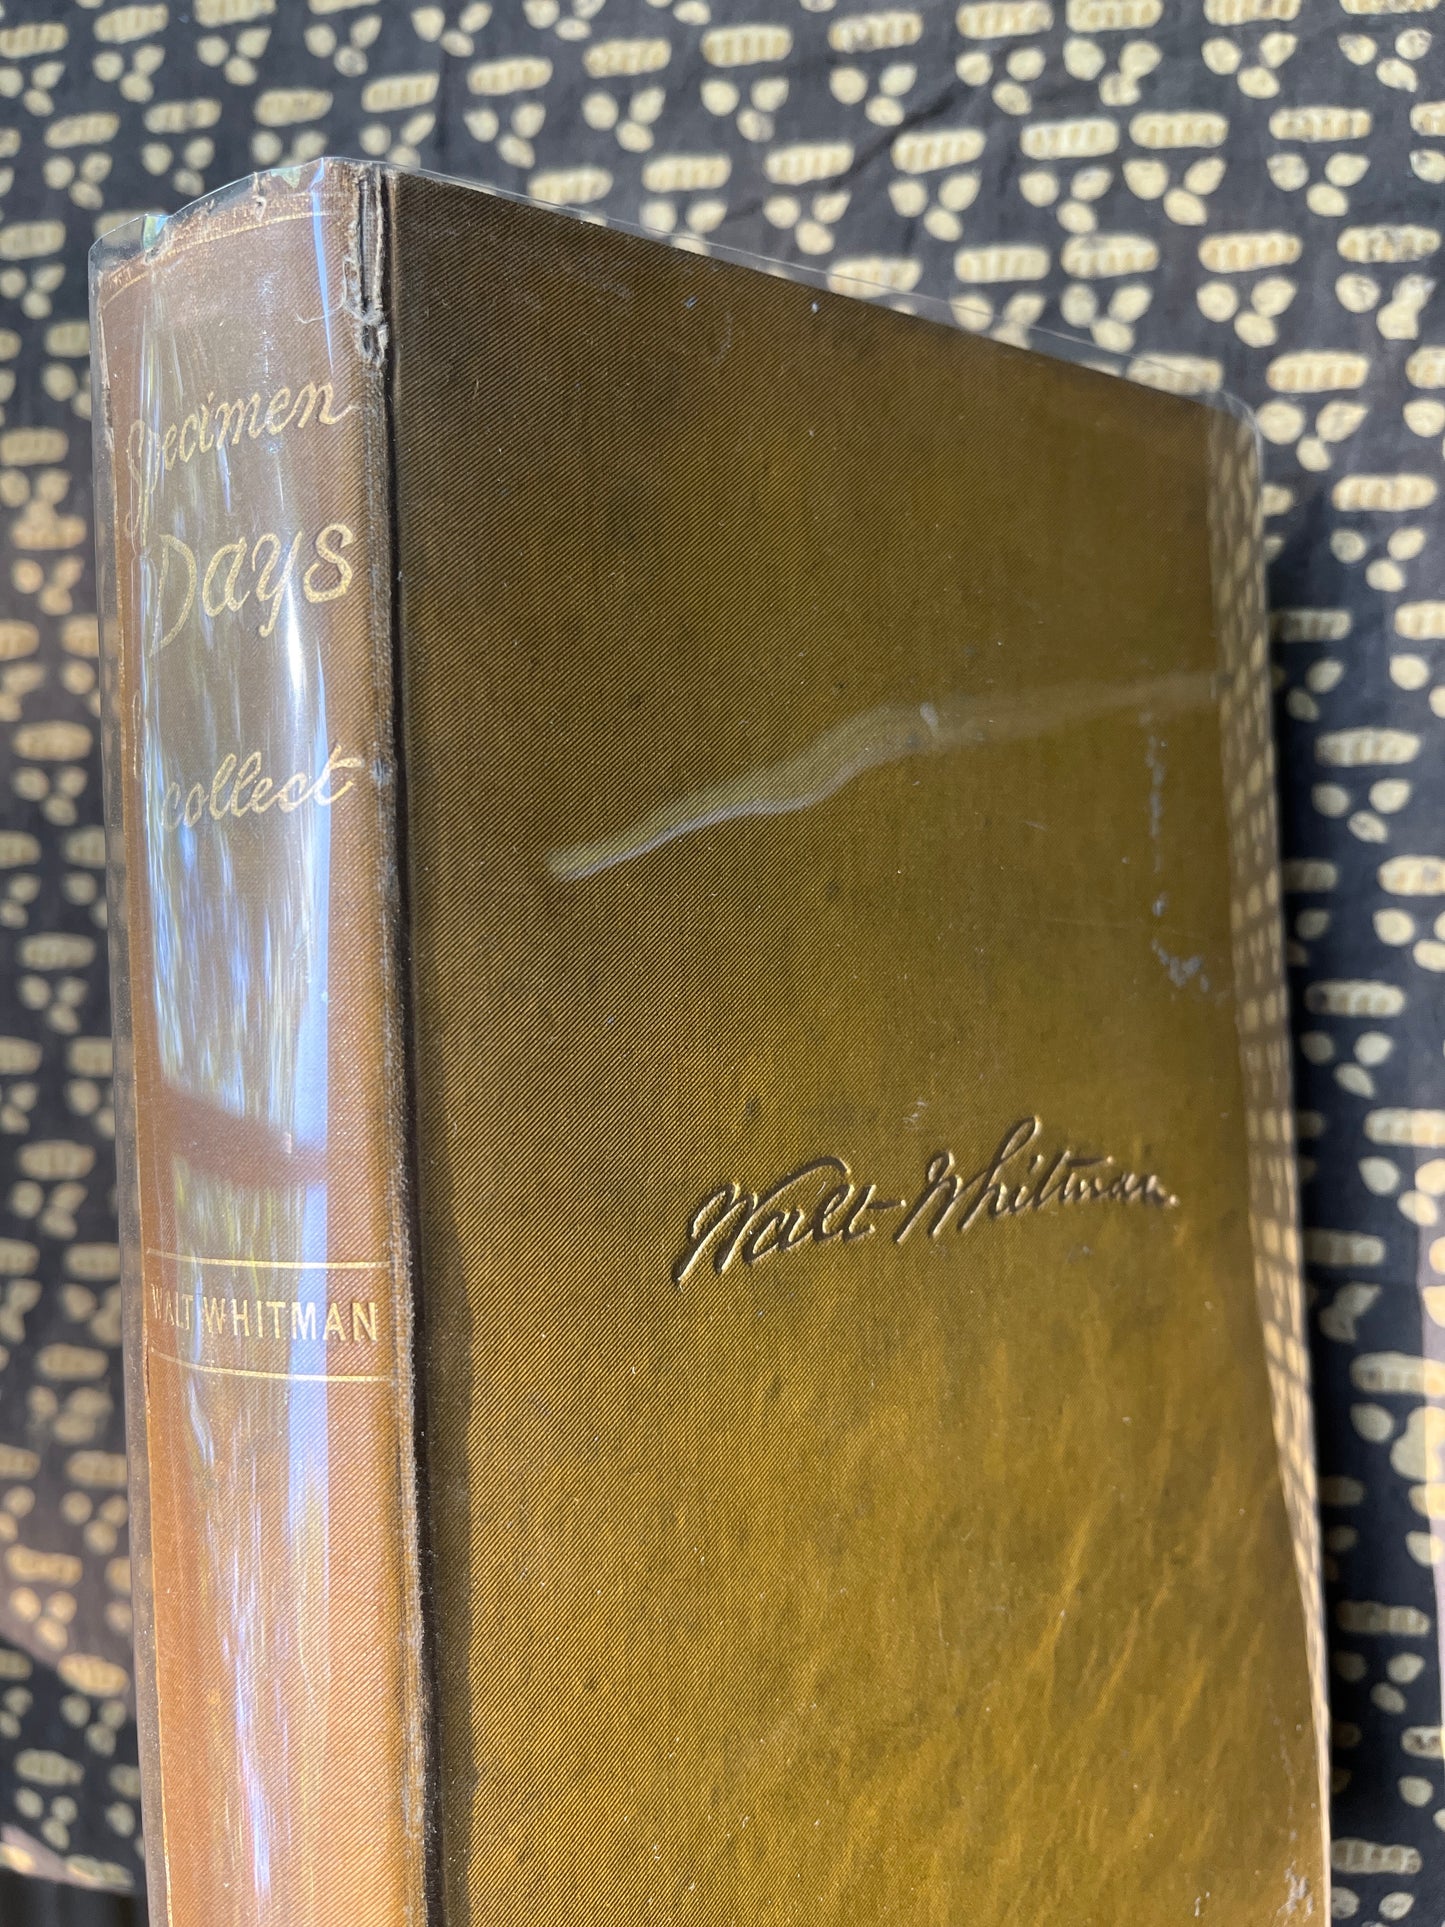 Specimen
Days
collect
WALT WHITMAN
Walt Whitman